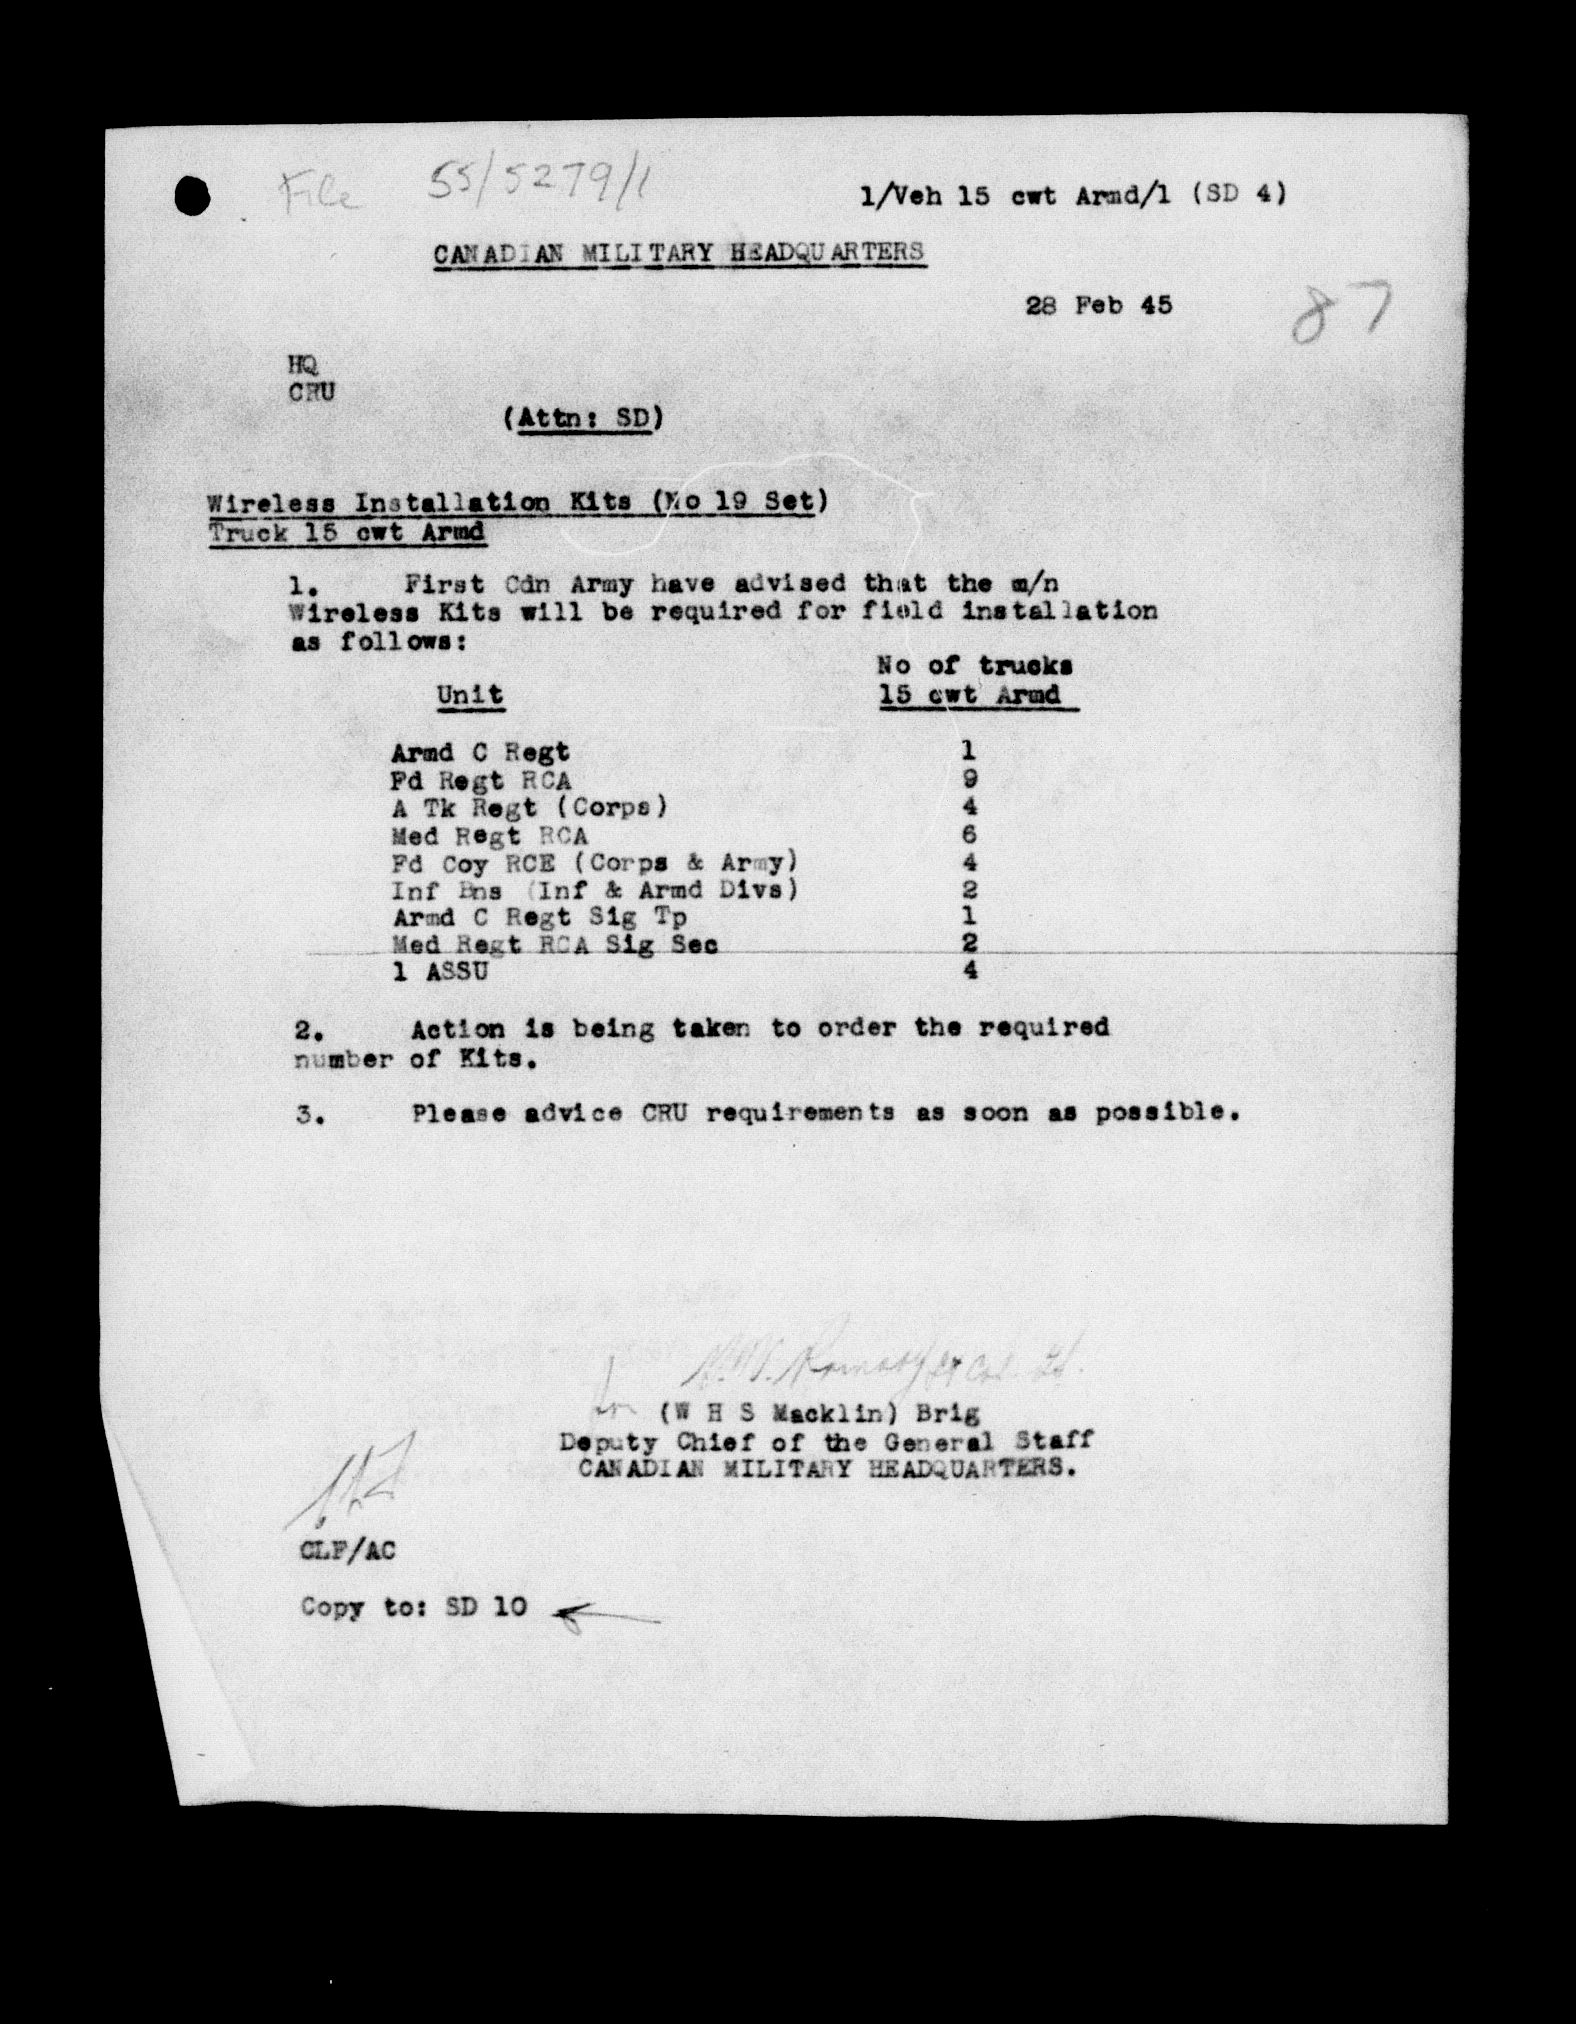 File 55/5279/1
1/Veh 15 cwt Armd/1 (SD 4)
CANADIAN MILITARY HEADQUARTERS
28 Feb 45
87
HQ
CRU
(Attn: SD)
Wireless Installation Kits (No 19 Set)
Truck 15 cwt Armd
1. First Cdn Army have advised that the m/n
Wireless Kits will be required for field installation
as follows:
No of trucks
Unit 15 cwt Armd
Armd C Regt 1
Fd Regt RCA 9
A Tk Regt (Corps) 4
Med Regt RCA 6
Fd Coy RCE (Corps & Army) 4
Inf Bns (Inf & Armd Divs) 2
Armd C Regt Sig Tp 1
Med Regt RCA Sig Sec 2
1 ASSU 4
2. Action is being taken to order the required
number of Kits.
3. Please advice CRU requirements as soon as possible.
for (W H S Macklin) Brig
Deputy Chief of the General Staff
CANADIAN MILITARY HEADQUARTERS.
CLF/AC
Copy to: SD 10